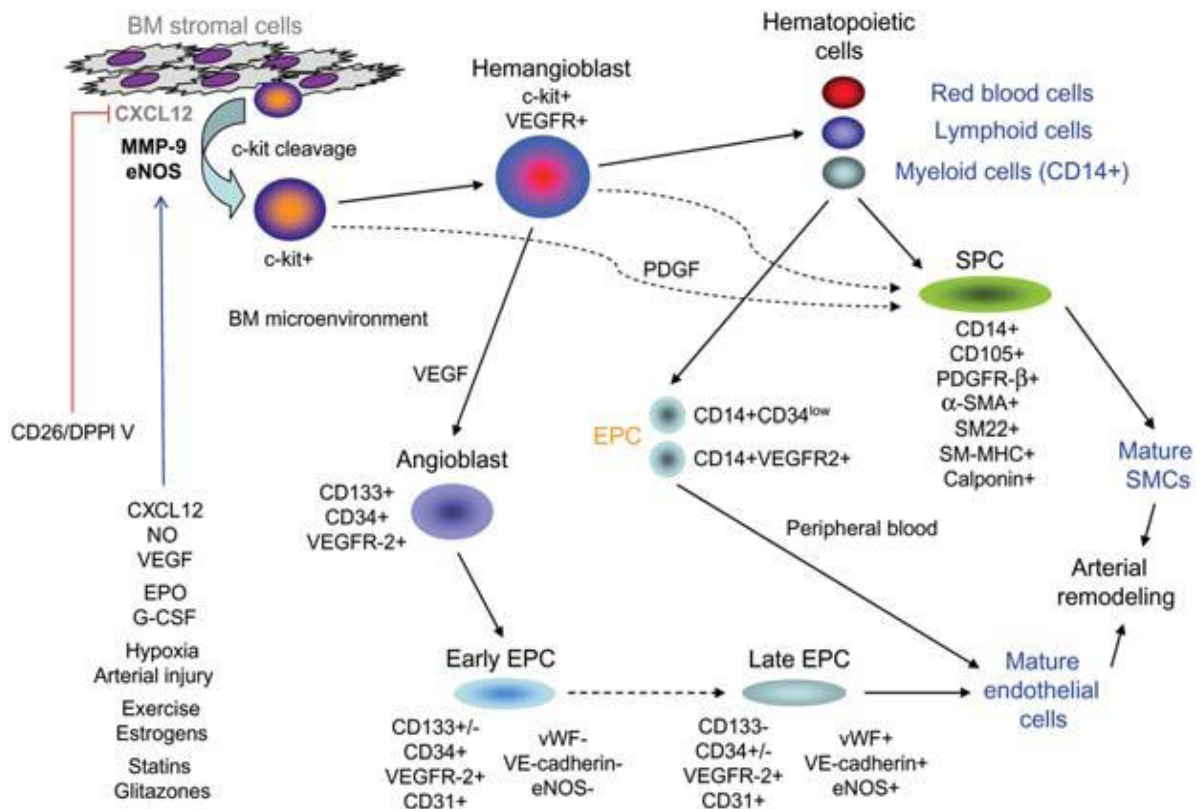 BM stromal cells
CXCL12
MMP-9
eNOS
c-kit cleavage
c-kit+
Hemangioblast
c-kit+
VEGFR+
Hematopoietic
cells
Red blood cells
Lymphoid cells
Myeloid cells (CD14+)
PDGF
BM microenvironment
VEGF
SPC
CD14+
CD105+
PDGFR-β+
α-SMA+
SM22+
SM-MHC+
Calponin+
CD26/DPPI V
EPC
CD14+CD34low
CD14+VEGFR2+
Mature
SMCs
Angioblast
CD133+
CD34+
VEGFR-2+
Peripheral blood
Arterial
remodeling
CXCL12
NO
VEGF
EPO
G-CSF
Hypoxia
Arterial injury
Exercise
Estrogens
Statins
Glitazones
Early EPC
CD133+/-
CD34+
VEGFR-2+
CD31+
vWF-
VE-cadherin-
eNOS-
Late EPC
CD133-
CD34+/-
VEGFR-2+
CD31+
vWF+
VE-cadherin+
eNOS+
Mature
endothelial
cells